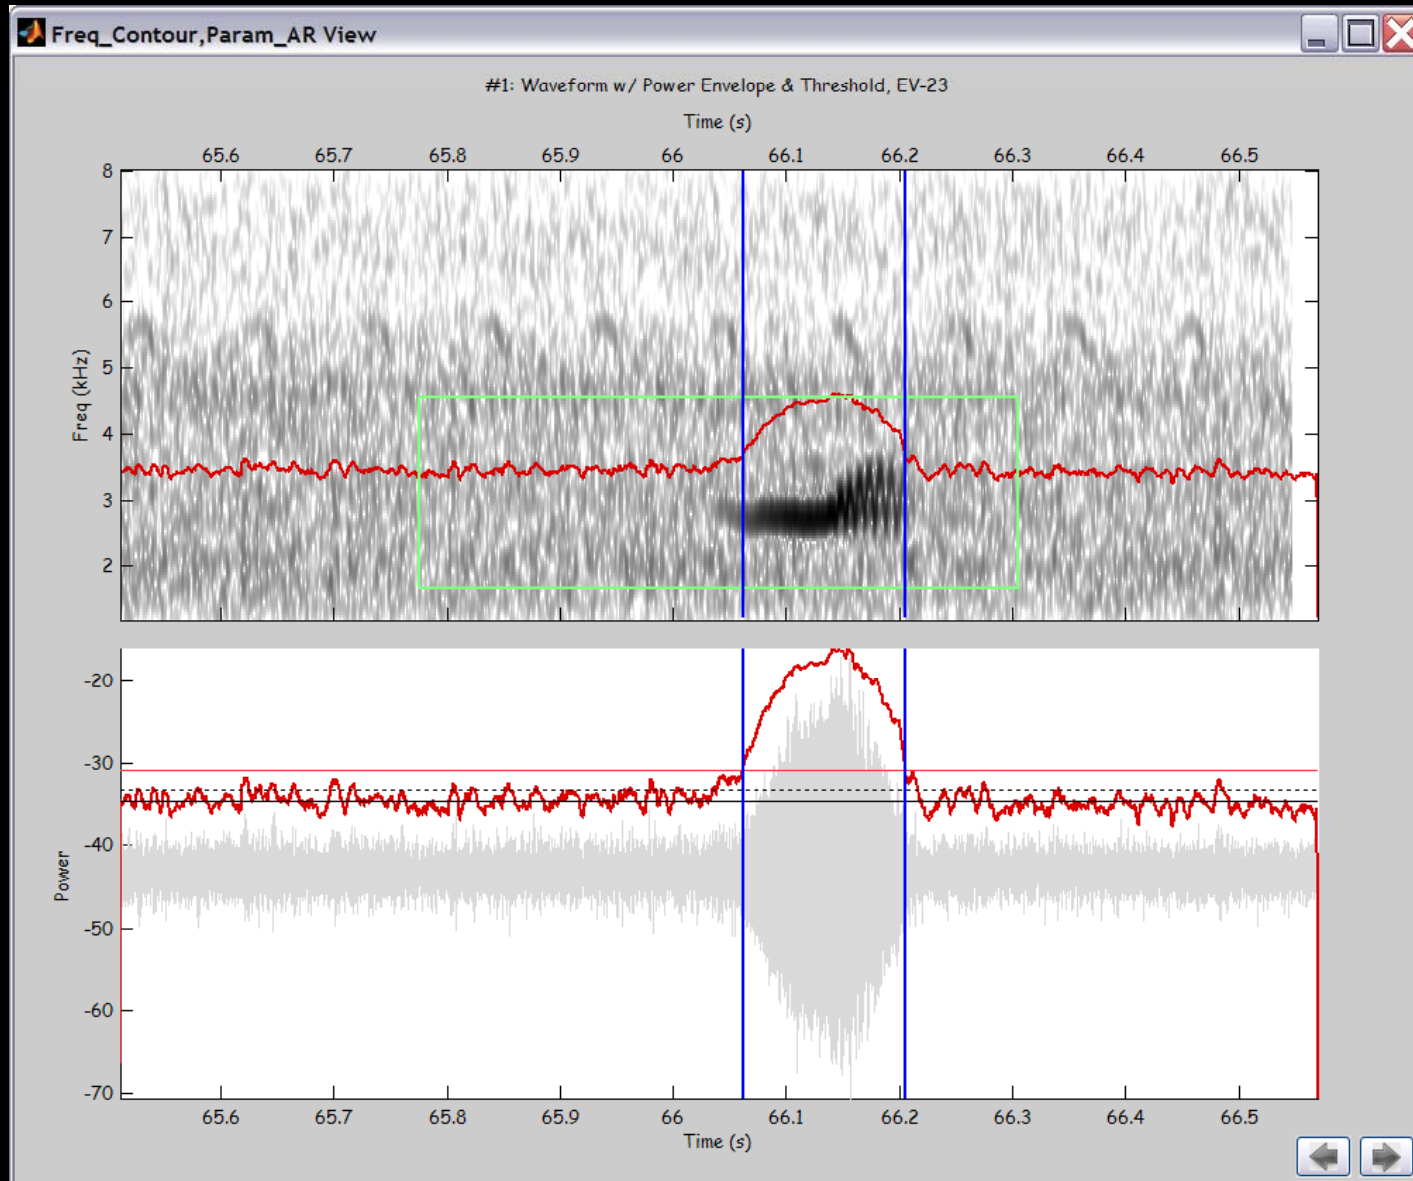 Freq_Contour,Param_AR View
#1: Waveform w/ Power Envelope & Threshold, EV-23
Time (s)
65.6 65.7 65.8 65.9 66 66.1 66.2 66.3 66.4 66.5
8
7
6
5
4
3
2
Freq (kHz)
-20
-30
-40
-50
-60
-70
Power
65.6 65.7 65.8 65.9 66 66.1 66.2 66.3 66.4 66.5
Time (s)